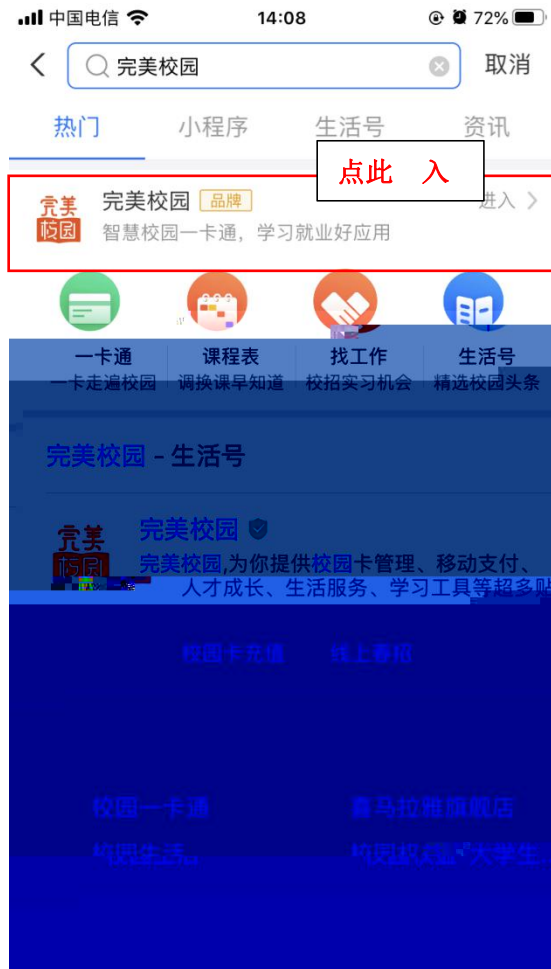 中国电信 14:08 72%
完美校园 取消
热门 小程序 生活号 资讯
点此 入
完美校园 品牌 进入
完美校园 智慧校园一卡通，学习就业好应用
一卡通 课程表 找工作 生活号
一卡走遍校园 调换课早知道 校招实习机会 精选校园头条
完美校园 - 生活号
完美校园
完美校园 完美校园,为你提供校园卡管理、移动支付、
人才成长、生活服务、学习工具等超多贴
校园卡充值 线上春招
校园一卡通 喜马拉雅旗舰店
校园生活